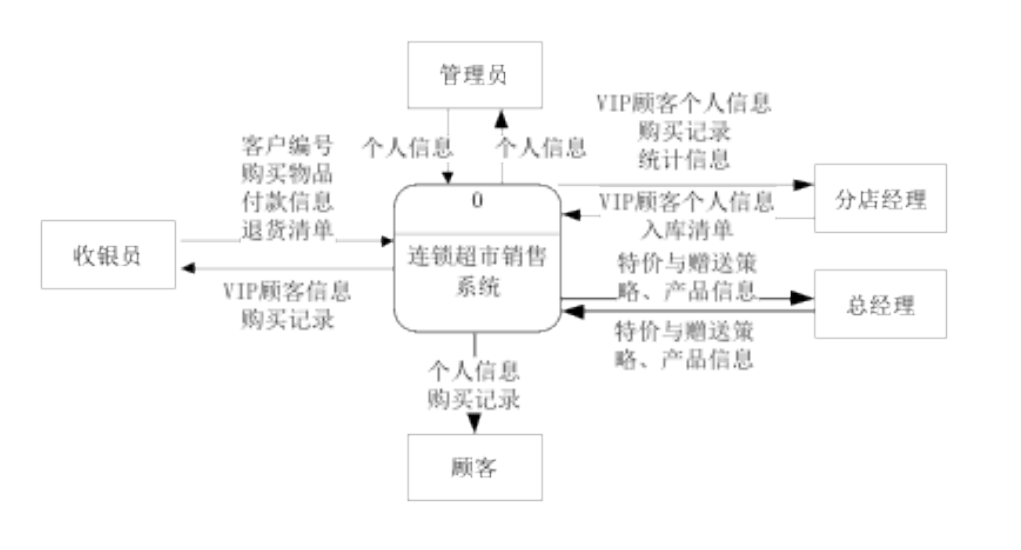 管理员
VIP顾客个人信息
购买记录
统计信息
客户编号
购买物品
付款信息
退货清单
个人信息
个人信息
分店经理
0
VIP顾客个人信息
入库清单
收银员
连锁超市销售
系统
特价与赠送策
略、产品信息
总经理
VIP顾客信息
购买记录
特价与赠送策
略、产品信息
个人信息
购买记录
顾客